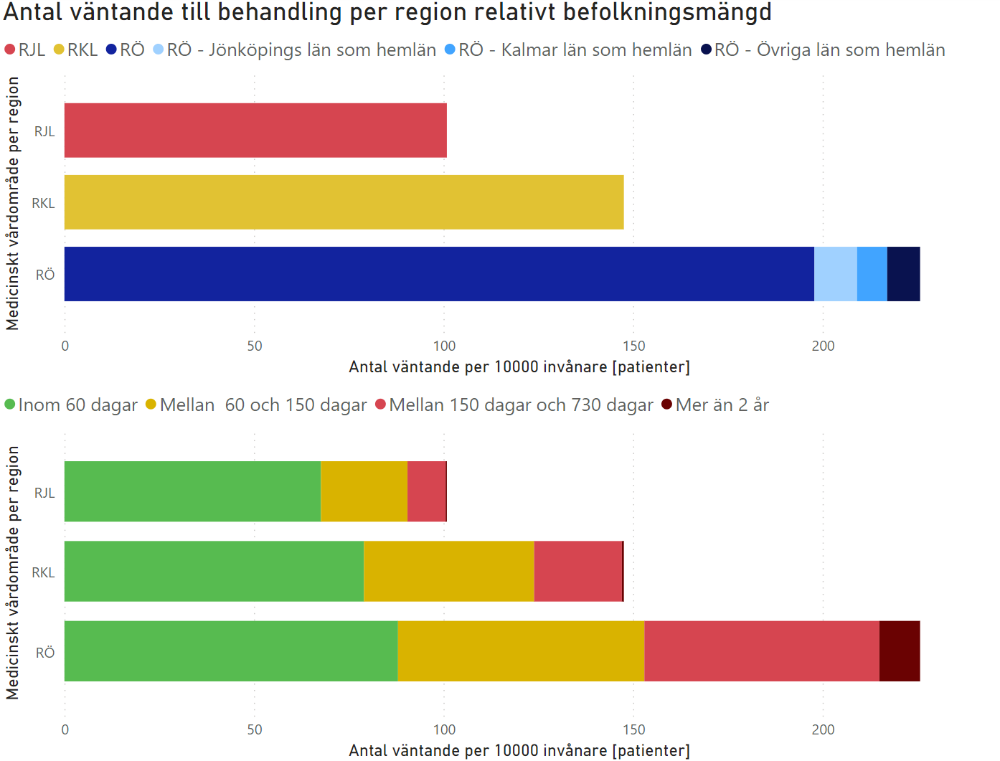 Antal väntande till behandling per region relativt befolkningsmängd
RJL RKL RÖ RÖ - Jönköpings län som hemlän RÖ - Kalmar län som hemlän RÖ - Övriga län som hemlän
Medicinskt vårdområde per region
RJL
RKL
RÖ
0 50 100 150 200
Antal väntande per 10000 invånare [patienter]
Inom 60 dagar Mellan  60 och 150 dagar Mellan 150 dagar och 730 dagar Mer än 2 år
Medicinskt vårdområde per region
RJL
RKL
RÖ
0 50 100 150 200
Antal väntande per 10000 invånare [patienter]